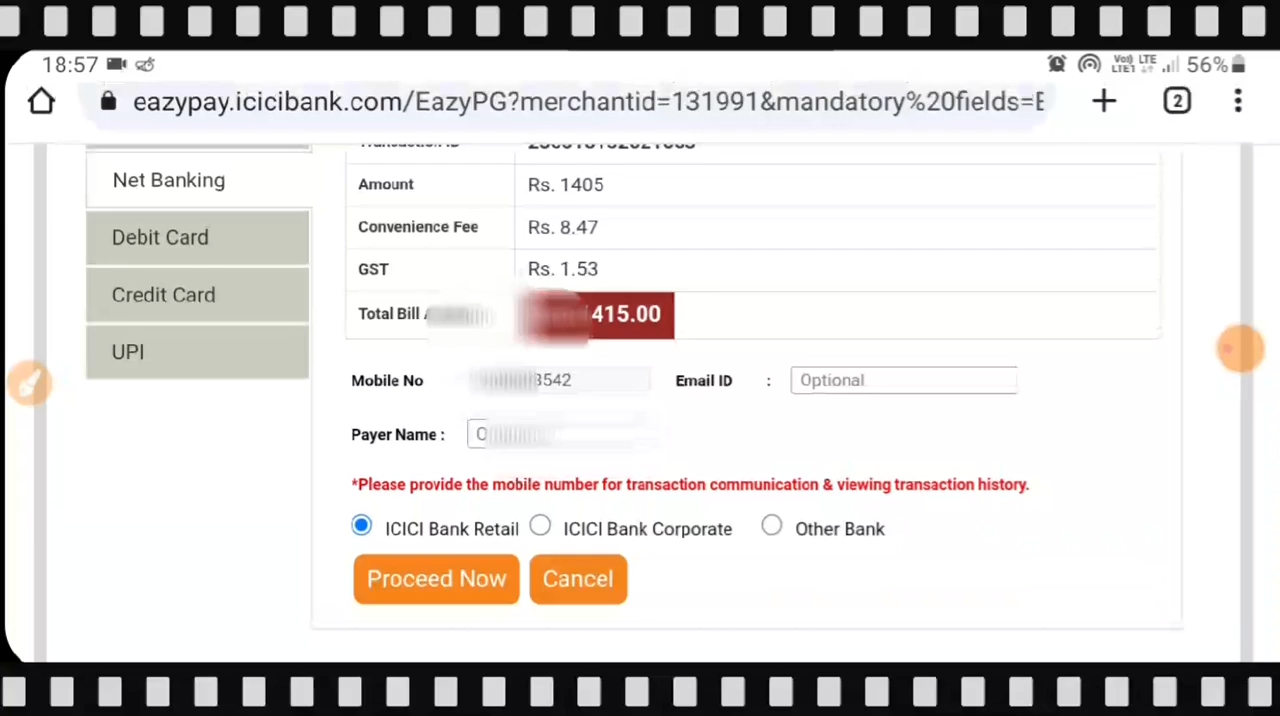 18:57
Vo) LTE
LTE1 56%
eazypay.icicibank.com/EazyPG?merchantid=131991&mandatory%20fields=E
2
Net Banking
Debit Card
Credit Card
UPI
Amount Rs. 1405
Convenience Fee Rs. 8.47
GST Rs. 1.53
Total Bill 415.00
Mobile No 3542 Email ID : Optional
Payer Name :
*Please provide the mobile number for transaction communication & viewing transaction history.
ICICI Bank Retail ICICI Bank Corporate Other Bank
Proceed Now Cancel